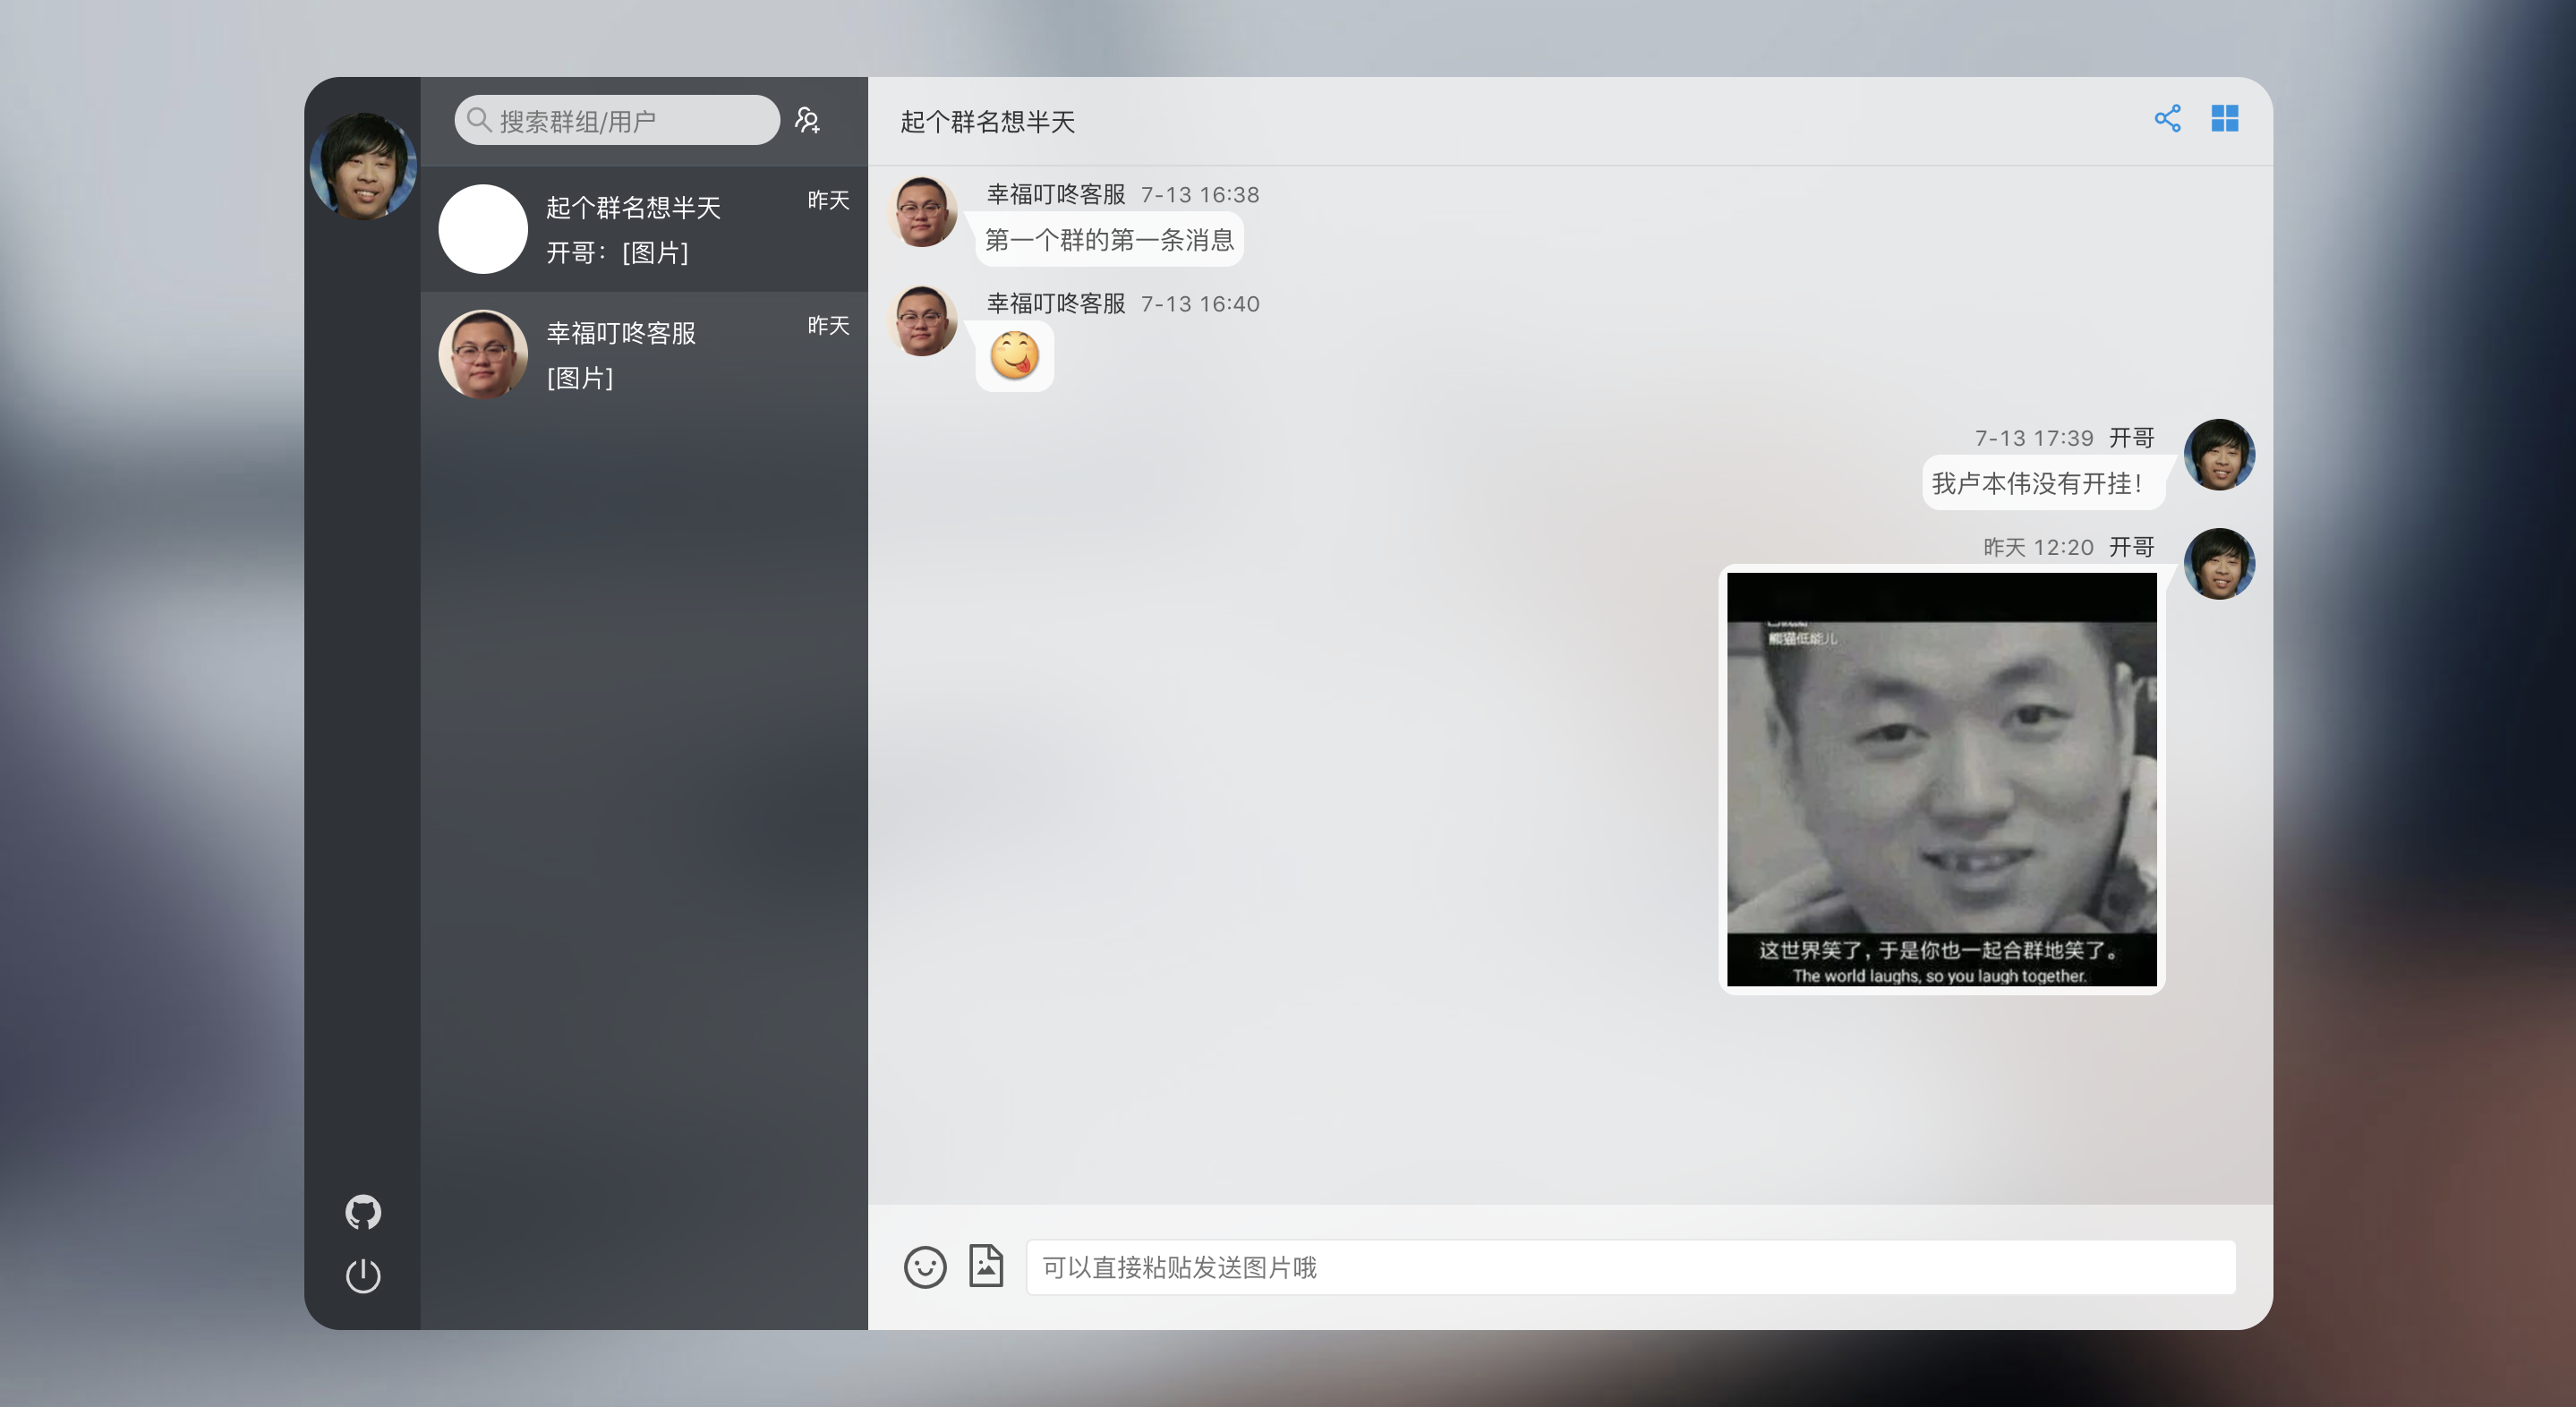 搜索群组/用户
起个群名想半天
昨天
开哥：[图片]
幸福叮咚客服
昨天
[图片]
起个群名想半天
幸福叮咚客服 7-13 16:38
第一个群的第一条消息
幸福叮咚客服 7-13 16:40
7-13 17:39 开哥
我卢本伟没有开挂！
昨天 12:20 开哥
熊猫低能儿
这世界笑了，于是你也一起合群地笑了。
The world laughs, so you laugh together.
可以直接粘贴发送图片哦